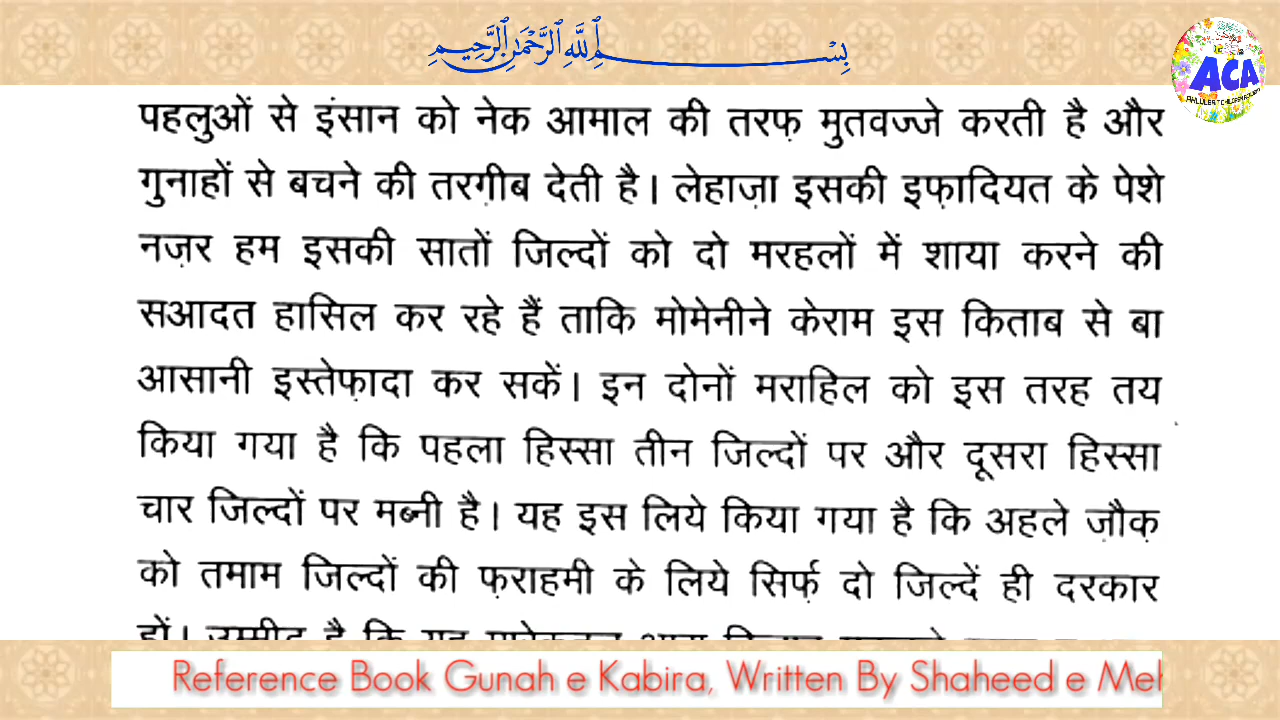 بِسْمِ اللّٰهِ الرَّحْمٰنِ الرَّحِيمِ
ACA
पहलुओं से इंसान को नेक आमाल की तरफ़ मुतवज्जे करती है और
गुनाहों से बचने की तरग़ीब देती है। लेहाज़ा इसकी इफ़ादियत के पेशे
नज़र हम इसकी सातों जिल्दों को दो मरहलों में शाया करने की
सआदत हासिल कर रहे हैं ताकि मोमेनीने केराम इस किताब से बा
आसानी इस्तेफ़ादा कर सकें। इन दोनों मराहिल को इस तरह तय
किया गया है कि पहला हिस्सा तीन जिल्दों पर और दूसरा हिस्सा
चार जिल्दों पर मब्नी है। यह इस लिये किया गया है कि अहले ज़ौक़
को तमाम जिल्दों की फ़राहमी के लिये सिर्फ़ दो जिल्दें ही दरकार
Reference Book Gunah e Kabira, Written By Shaheed e